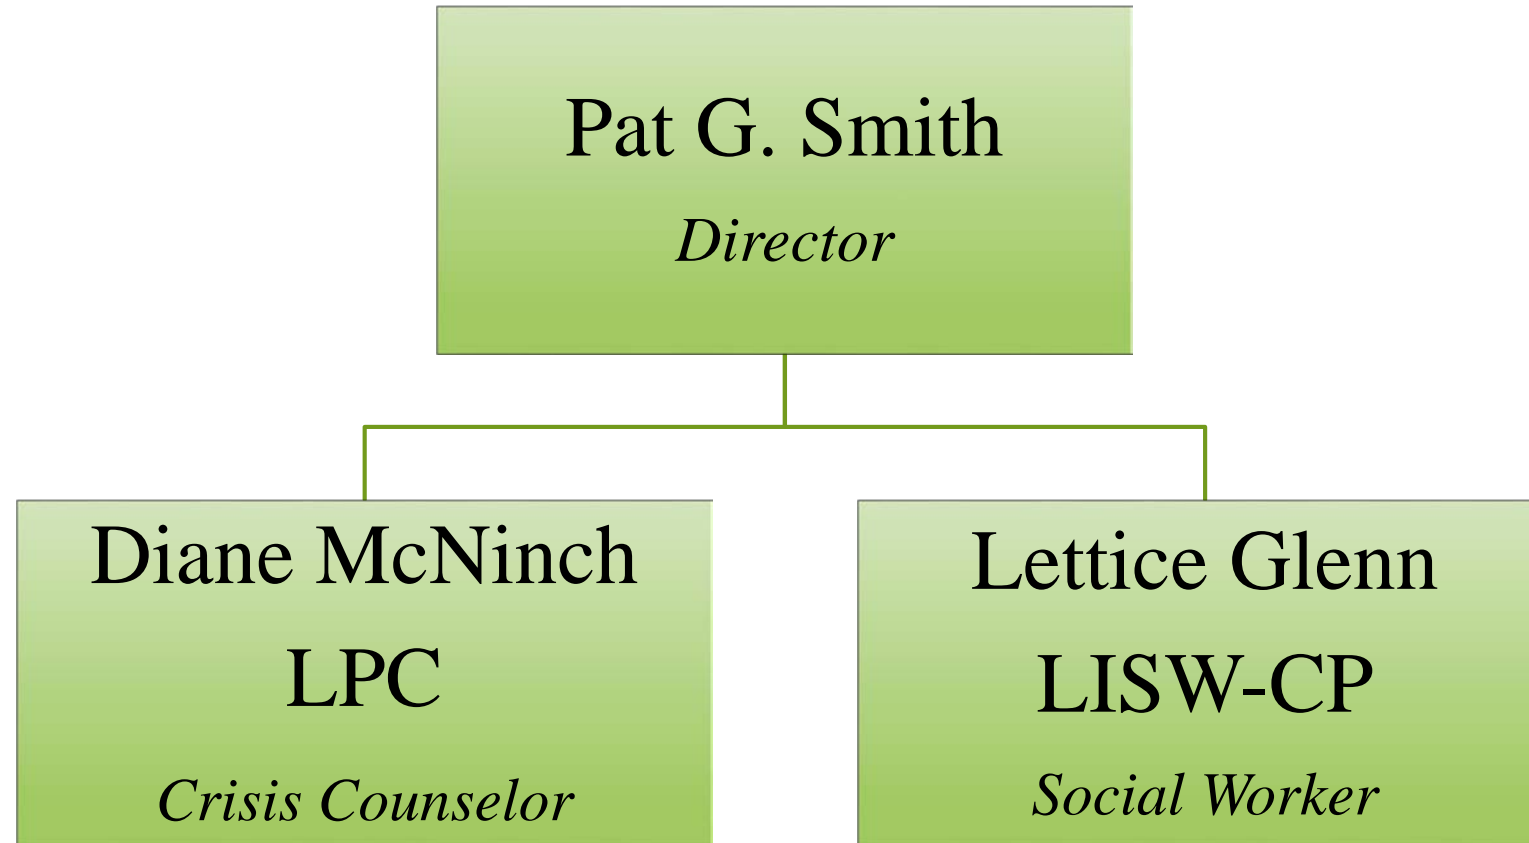 Pat G. Smith
Director
Diane McNinch
LPC
Crisis Counselor
Lettice Glenn
LISW-CP
Social Worker